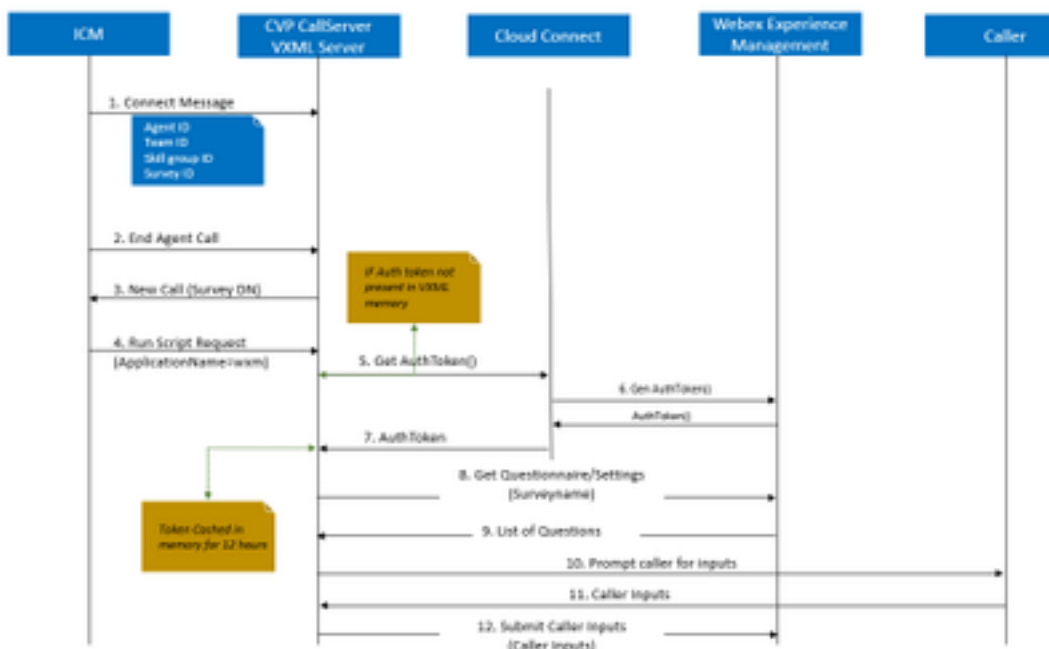 ICM
CVP CallServer
VXML Server
Cloud Connect
Webex Experience
Management
Caller
1. Connect Message
Agent ID
Team ID
Skill group ID
Survey ID
2. End Agent Call
If Auth token not
present in VXML
memory
3. New Call (Survey DN)
4. Run Script Request
(ApplicationName=wxm)
5. Get AuthToken()
6. Gen AuthToken()
AuthToken()
7. AuthToken
8. Get Questionnaire/Settings
(Surveyname)
Token Cached in
memory for 12 hours
9. List of Questions
10. Prompt caller for inputs
11. Caller Inputs
12. Submit Caller Inputs
(Caller Inputs)